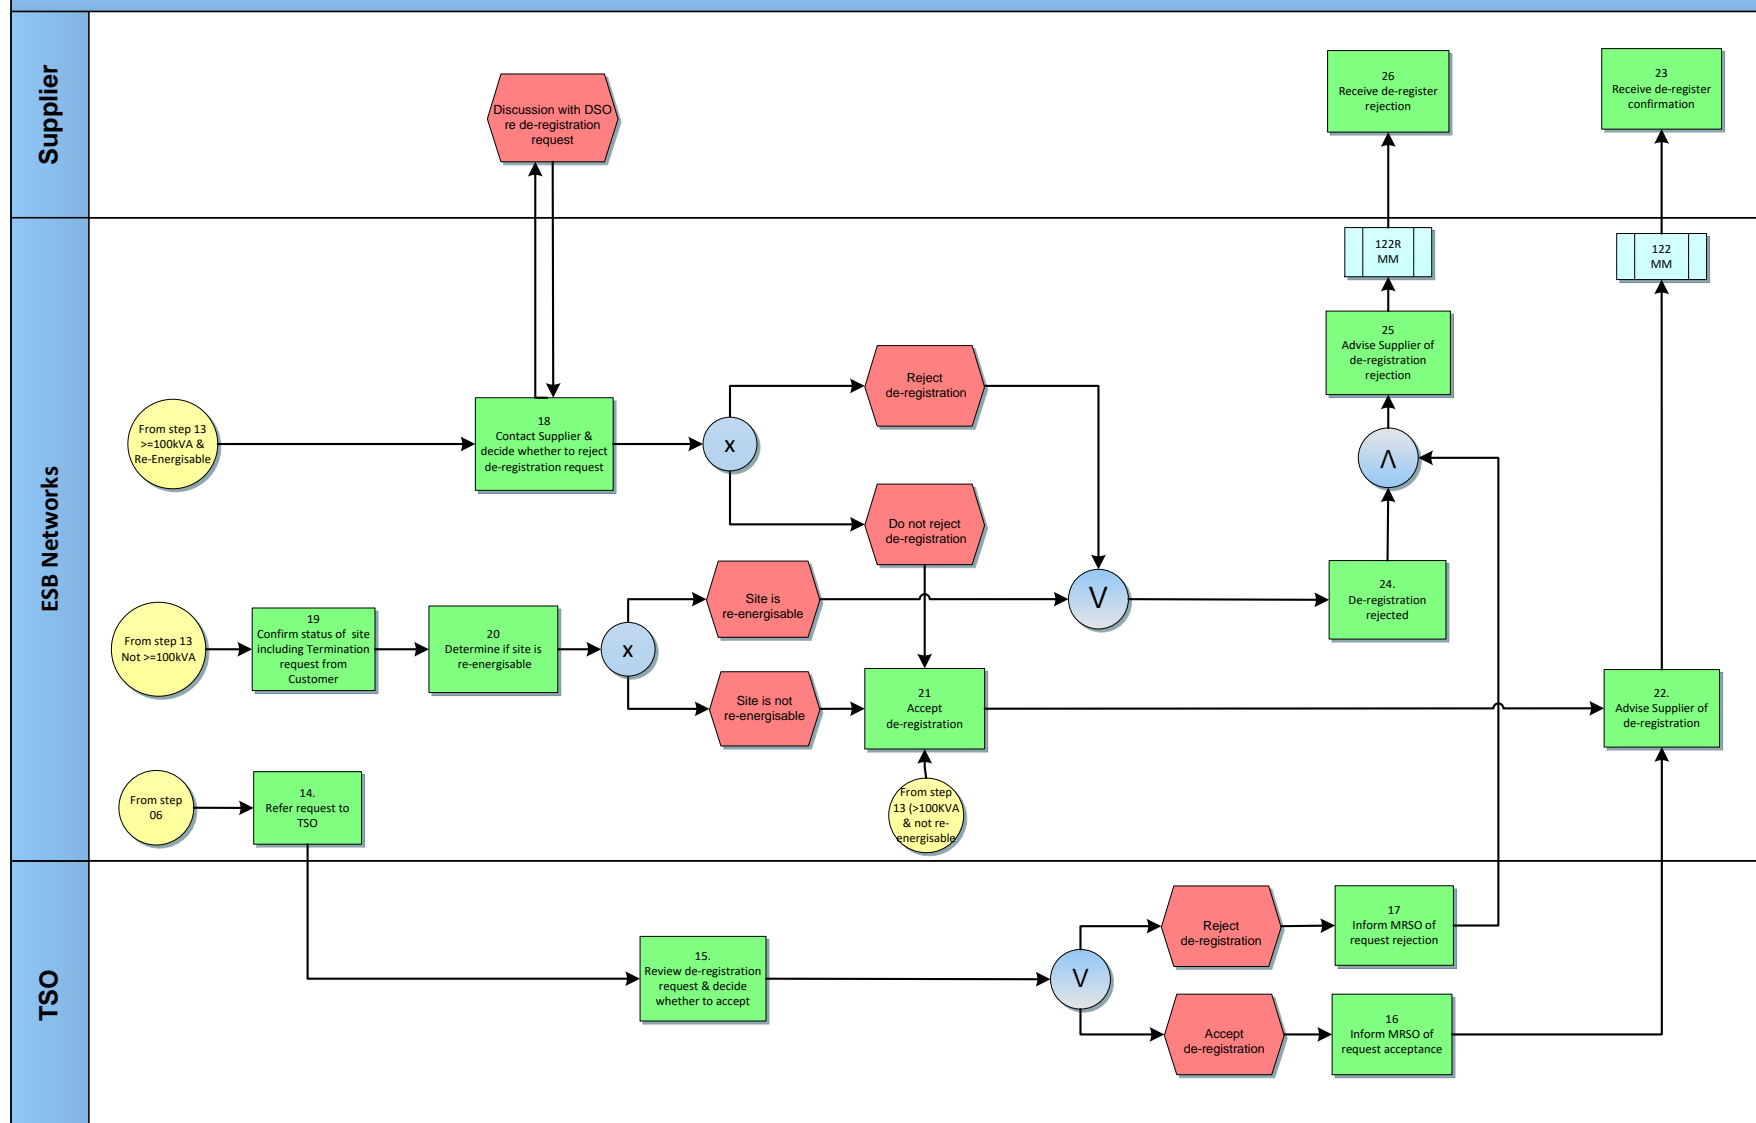 Supplier
Discussion with DSO
re de-registration
request
26
Receive de-register
rejection
23
Receive de-register
confirmation
ESB Networks
122R
MM
122
MM
25
Advise Supplier of
de-registration
rejection
Reject
de-registration
From step 13
>=100kVA &
Re-Energisable
18
Contact Supplier &
decide whether to reject
de-registration request
x
Λ
Do not reject
de-registration
Site is
re-energisable
V
24.
De-registration
rejected
From step 13
Not >=100kVA
19
Confirm status of site
including Termination
request from
Customer
20
Determine if site is
re-energisable
x
Site is not
re-energisable
21
Accept
de-registration
22.
Advise Supplier of
de-registration
From step
06
14.
Refer request to
TSO
From step
13 (>100KVA
& not re-
energisable
TSO
15.
Review de-registration
request & decide
whether to accept
V
Reject
de-registration
17
Inform MRSO of
request rejection
Accept
de-registration
16
Inform MRSO of
request acceptance